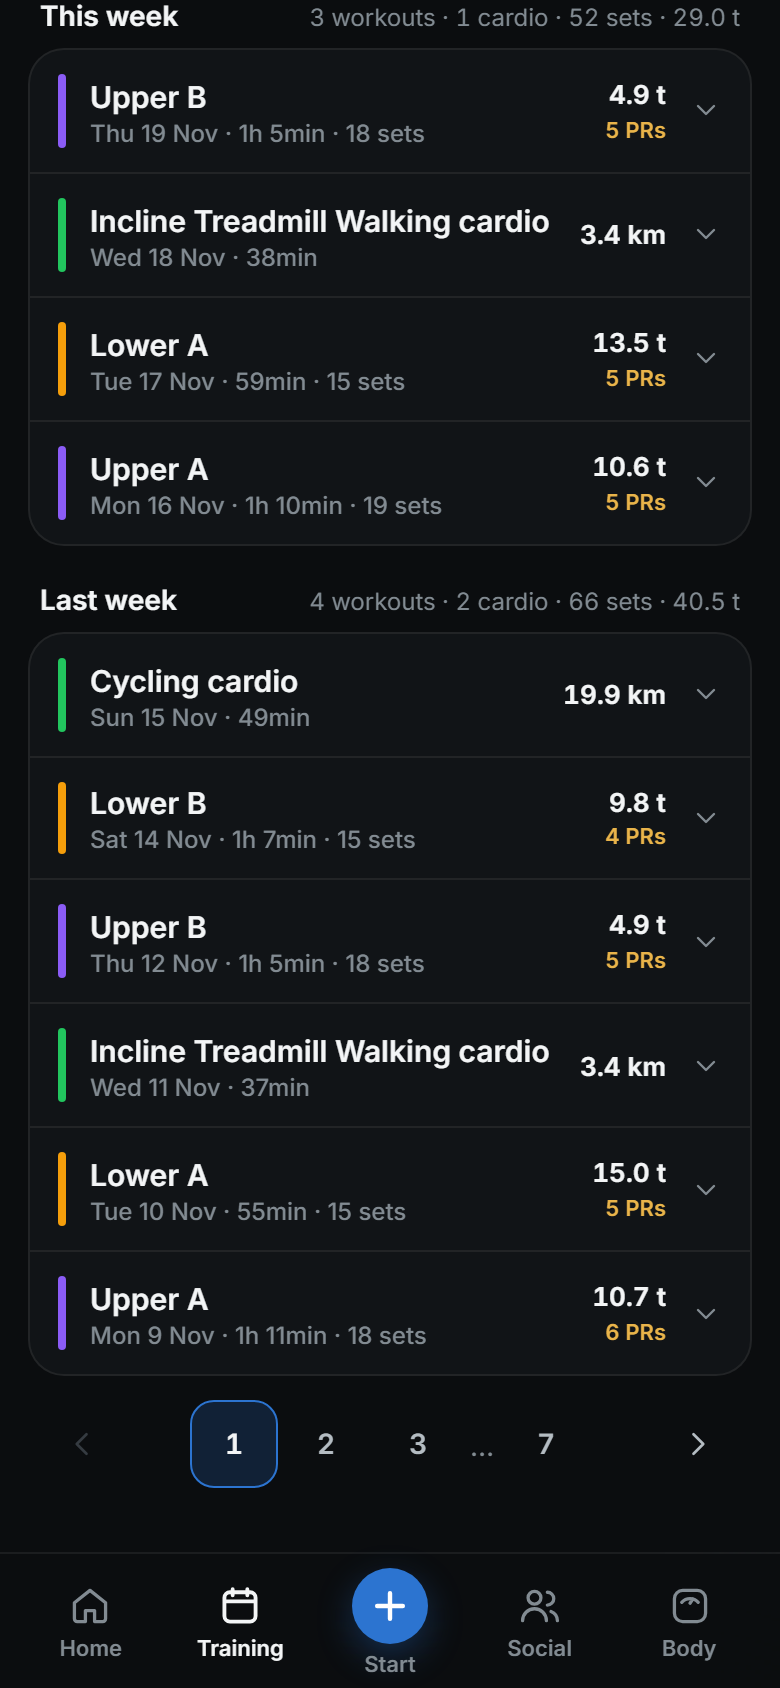 This week 3 workouts · 1 cardio · 52 sets · 29.0 t
Upper B 4.9 t
Thu 19 Nov · 1h 5min · 18 sets 5 PRs
Incline Treadmill Walking cardio 3.4 km
Wed 18 Nov · 38min
Lower A 13.5 t
Tue 17 Nov · 59min · 15 sets 5 PRs
Upper A 10.6 t
Mon 16 Nov · 1h 10min · 19 sets 5 PRs
Last week 4 workouts · 2 cardio · 66 sets · 40.5 t
Cycling cardio 19.9 km
Sun 15 Nov · 49min
Lower B 9.8 t
Sat 14 Nov · 1h 7min · 15 sets 4 PRs
Upper B 4.9 t
Thu 12 Nov · 1h 5min · 18 sets 5 PRs
Incline Treadmill Walking cardio 3.4 km
Wed 11 Nov · 37min
Lower A 15.0 t
Tue 10 Nov · 55min · 15 sets 5 PRs
Upper A 10.7 t
Mon 9 Nov · 1h 11min · 18 sets 6 PRs
1 2 3 ... 7
Home Training Start Social Body